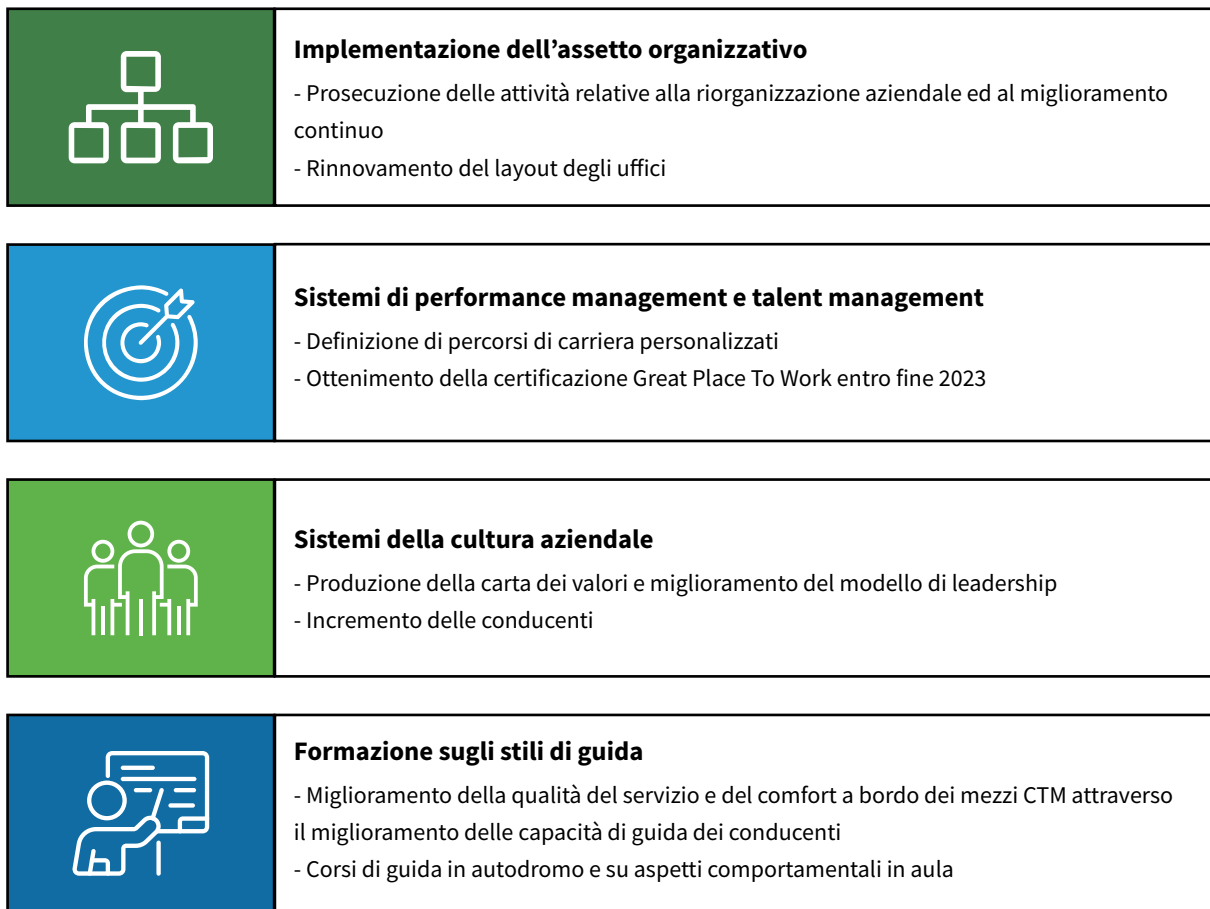 Implementazione dell’assetto organizzativo
- Prosecuzione delle attività relative alla riorganizzazione aziendale ed al miglioramento
continuo
- Rinnovamento del layout degli uffici
Sistemi di performance management e talent management
- Definizione di percorsi di carriera personalizzati
- Ottenimento della certificazione Great Place To Work entro fine 2023
Sistemi della cultura aziendale
- Produzione della carta dei valori e miglioramento del modello di leadership
- Incremento delle conducenti
Formazione sugli stili di guida
- Miglioramento della qualità del servizio e del comfort a bordo dei mezzi CTM attraverso
il miglioramento delle capacità di guida dei conducenti
- Corsi di guida in autodromo e su aspetti comportamentali in aula